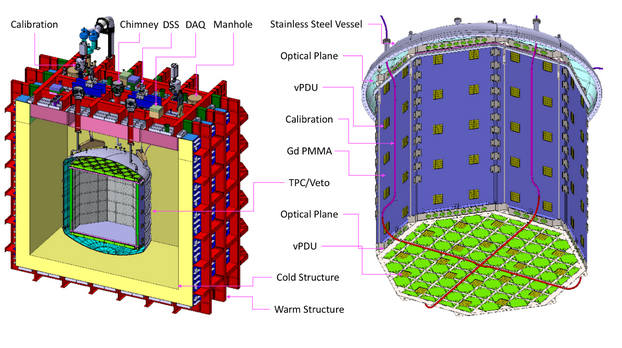 Calibration
Chimney
DSS
DAQ
Manhole
TPC/Veto
Cold Structure
Warm Structure
Stainless Steel Vessel
Optical Plane
vPDU
Calibration
Gd PMMA
Optical Plane
vPDU